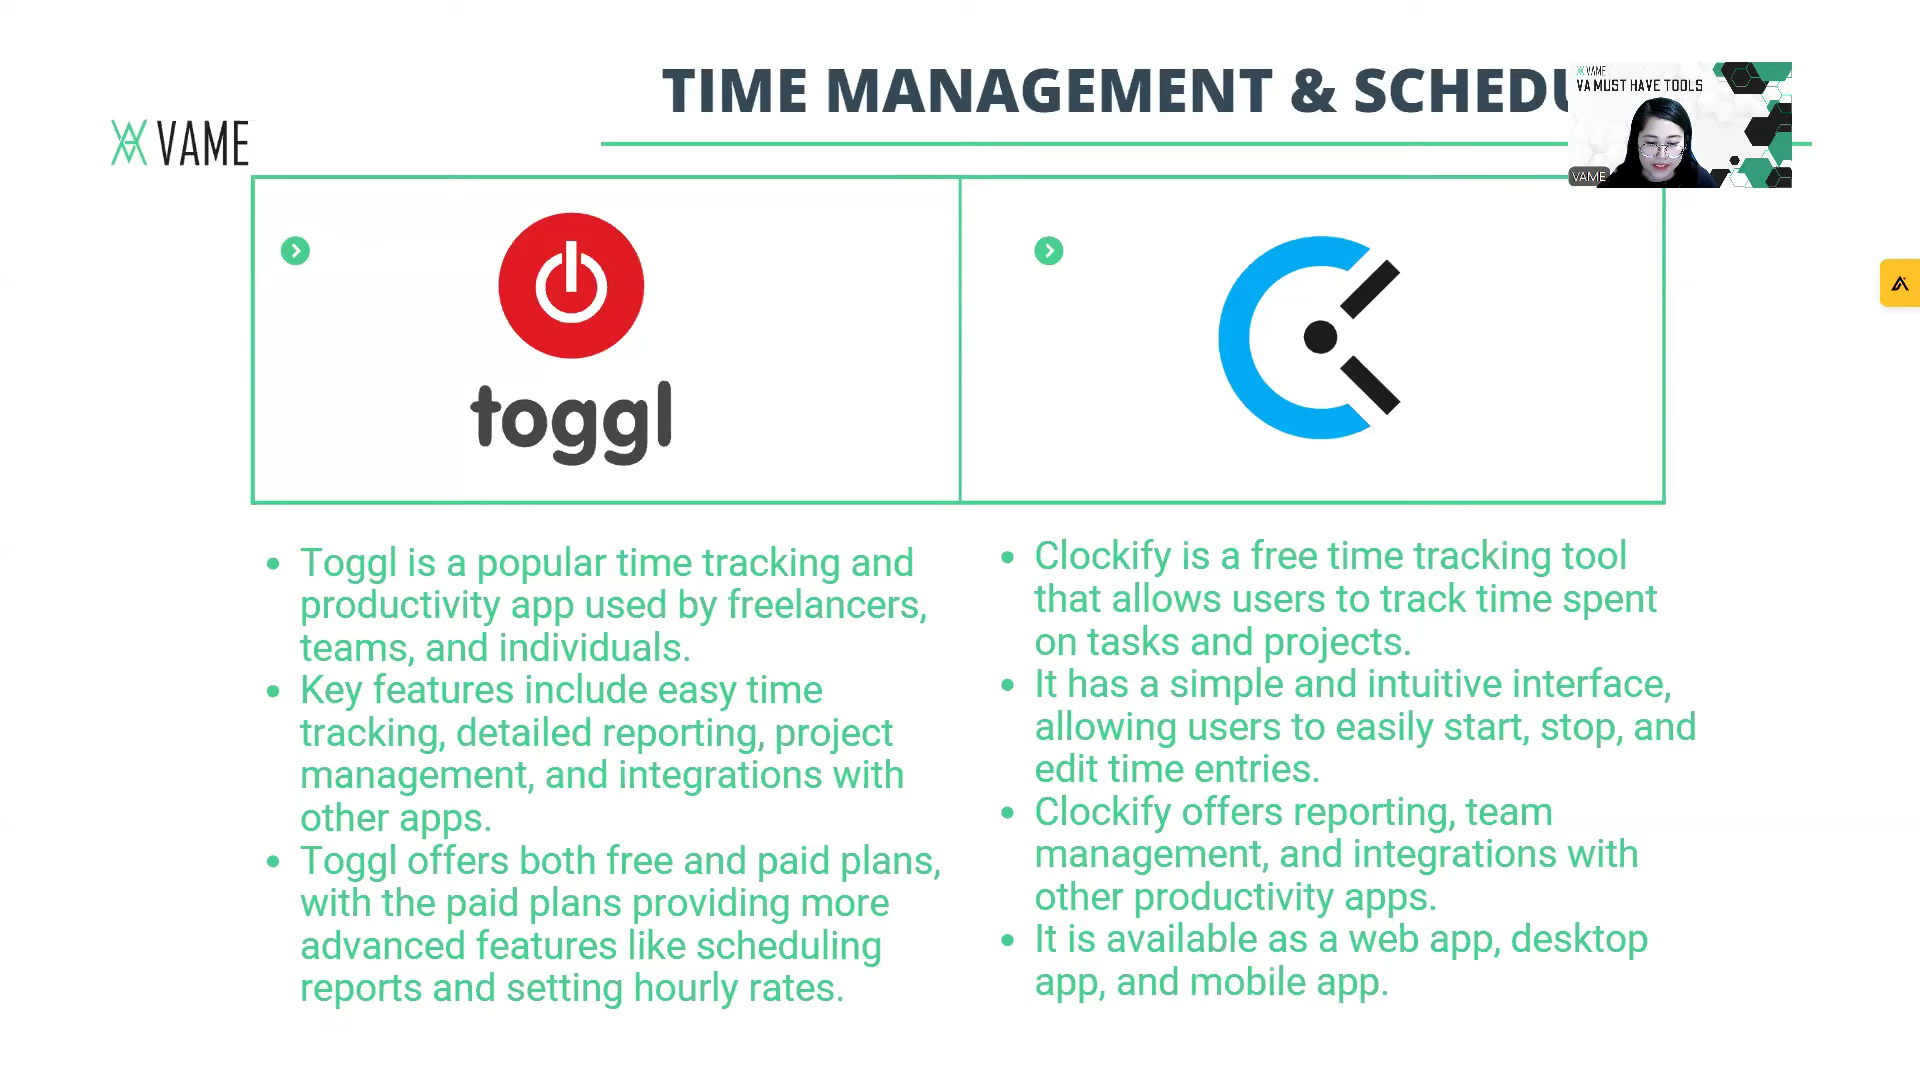 TIME MANAGEMENT & SCHEDU
VAME
VA MUST HAVE TOOLS
VAME
VAME
toggl
• Toggl is a popular time tracking and
productivity app used by freelancers,
teams, and individuals.
• Key features include easy time
tracking, detailed reporting, project
management, and integrations with
other apps.
• Toggl offers both free and paid plans,
with the paid plans providing more
advanced features like scheduling
reports and setting hourly rates.
• Clockify is a free time tracking tool
that allows users to track time spent
on tasks and projects.
• It has a simple and intuitive interface,
allowing users to easily start, stop, and
edit time entries.
• Clockify offers reporting, team
management, and integrations with
other productivity apps.
• It is available as a web app, desktop
app, and mobile app.